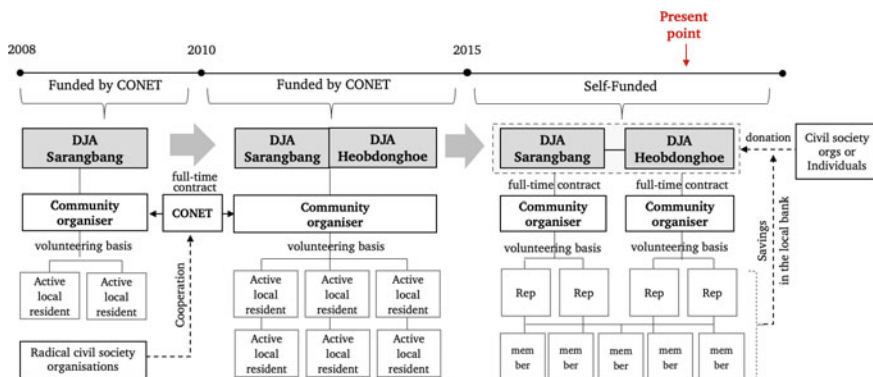 Present
point
2008
2010
2015
Funded by CONET
Funded by CONET
Self-Funded
DJA
Sarangbang
DJA
Sarangbang
DJA
Heobdonghoe
DJA
Sarangbang
DJA
Heobdonghoe
donation
Civil society
orgs or
Individuals
full-time
contract
full-time contract
full-time contract
Community
organiser
CONET
Community
organiser
Community
organiser
Community
organiser
volunteering basis
volunteering basis
volunteering basis
volunteering basis
Savings
in the local bank
Cooperation
Active
local
resident
Active
local
resident
Active
local
resident
Active
local
resident
Active
local
resident
Rep
Rep
Rep
Rep
Radical civil society
organisations
Active
local
resident
Active
local
resident
Active
local
resident
mem
ber
mem
ber
mem
ber
mem
ber
mem
ber